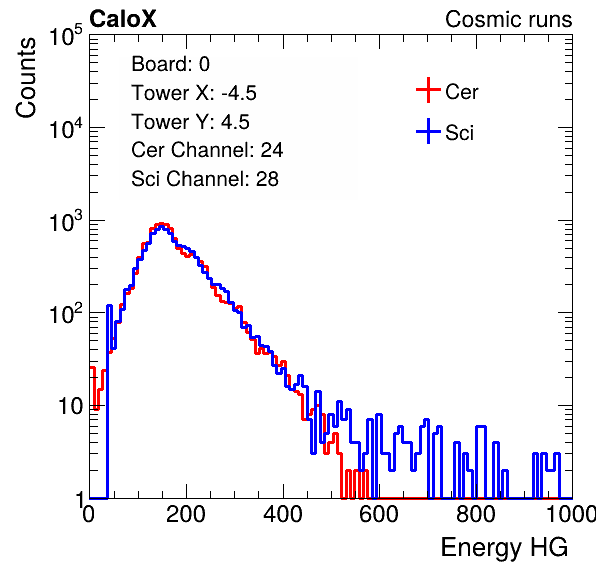 CaloX Cosmic runs
Counts
10^5
10^4
10^3
10^2
10
1
Board: 0
Tower X: -4.5
Tower Y: 4.5
Cer Channel: 24
Sci Channel: 28
Cer
Sci
0 200 400 600 800 1000
Energy HG